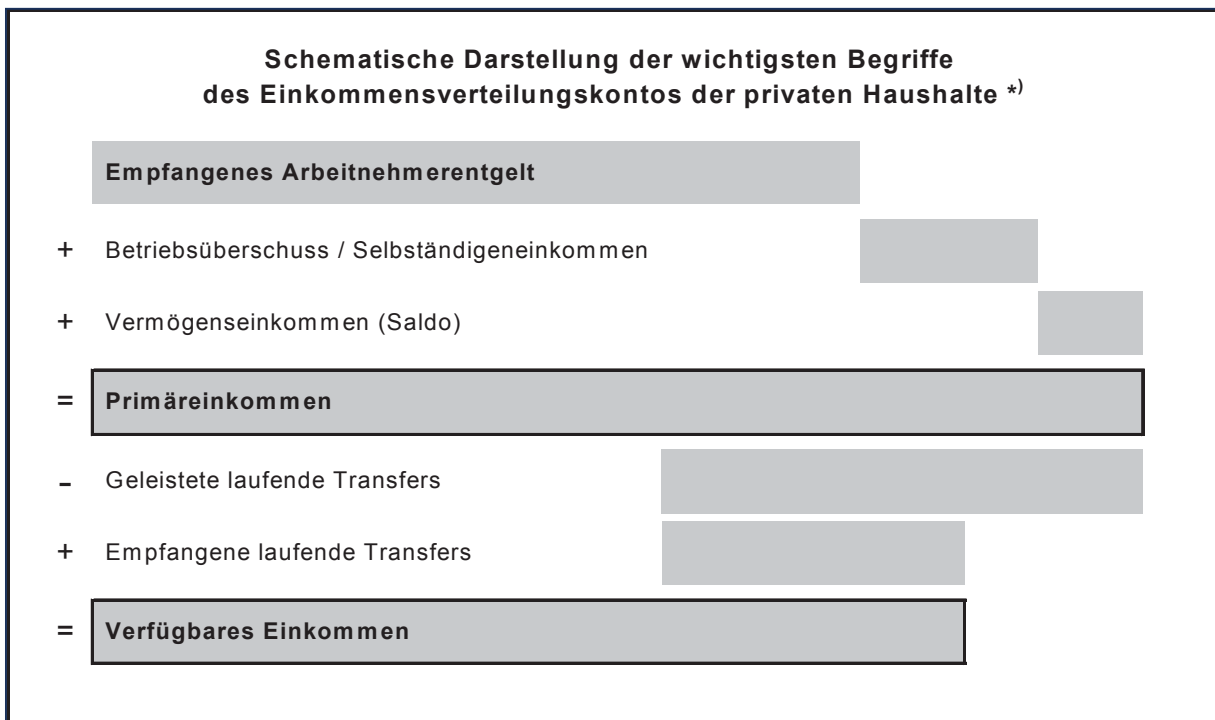 Schematische Darstellung der wichtigsten Begriffe
des Einkommensverteilungskontos der privaten Haushalte *)
Empfangenes Arbeitnehmerentgelt
+ Betriebsüberschuss / Selbständigeneinkommen
+ Vermögenseinkommen (Saldo)
= Primäreinkommen
- Geleistete laufende Transfers
+ Empfangene laufende Transfers
= Verfügbares Einkommen